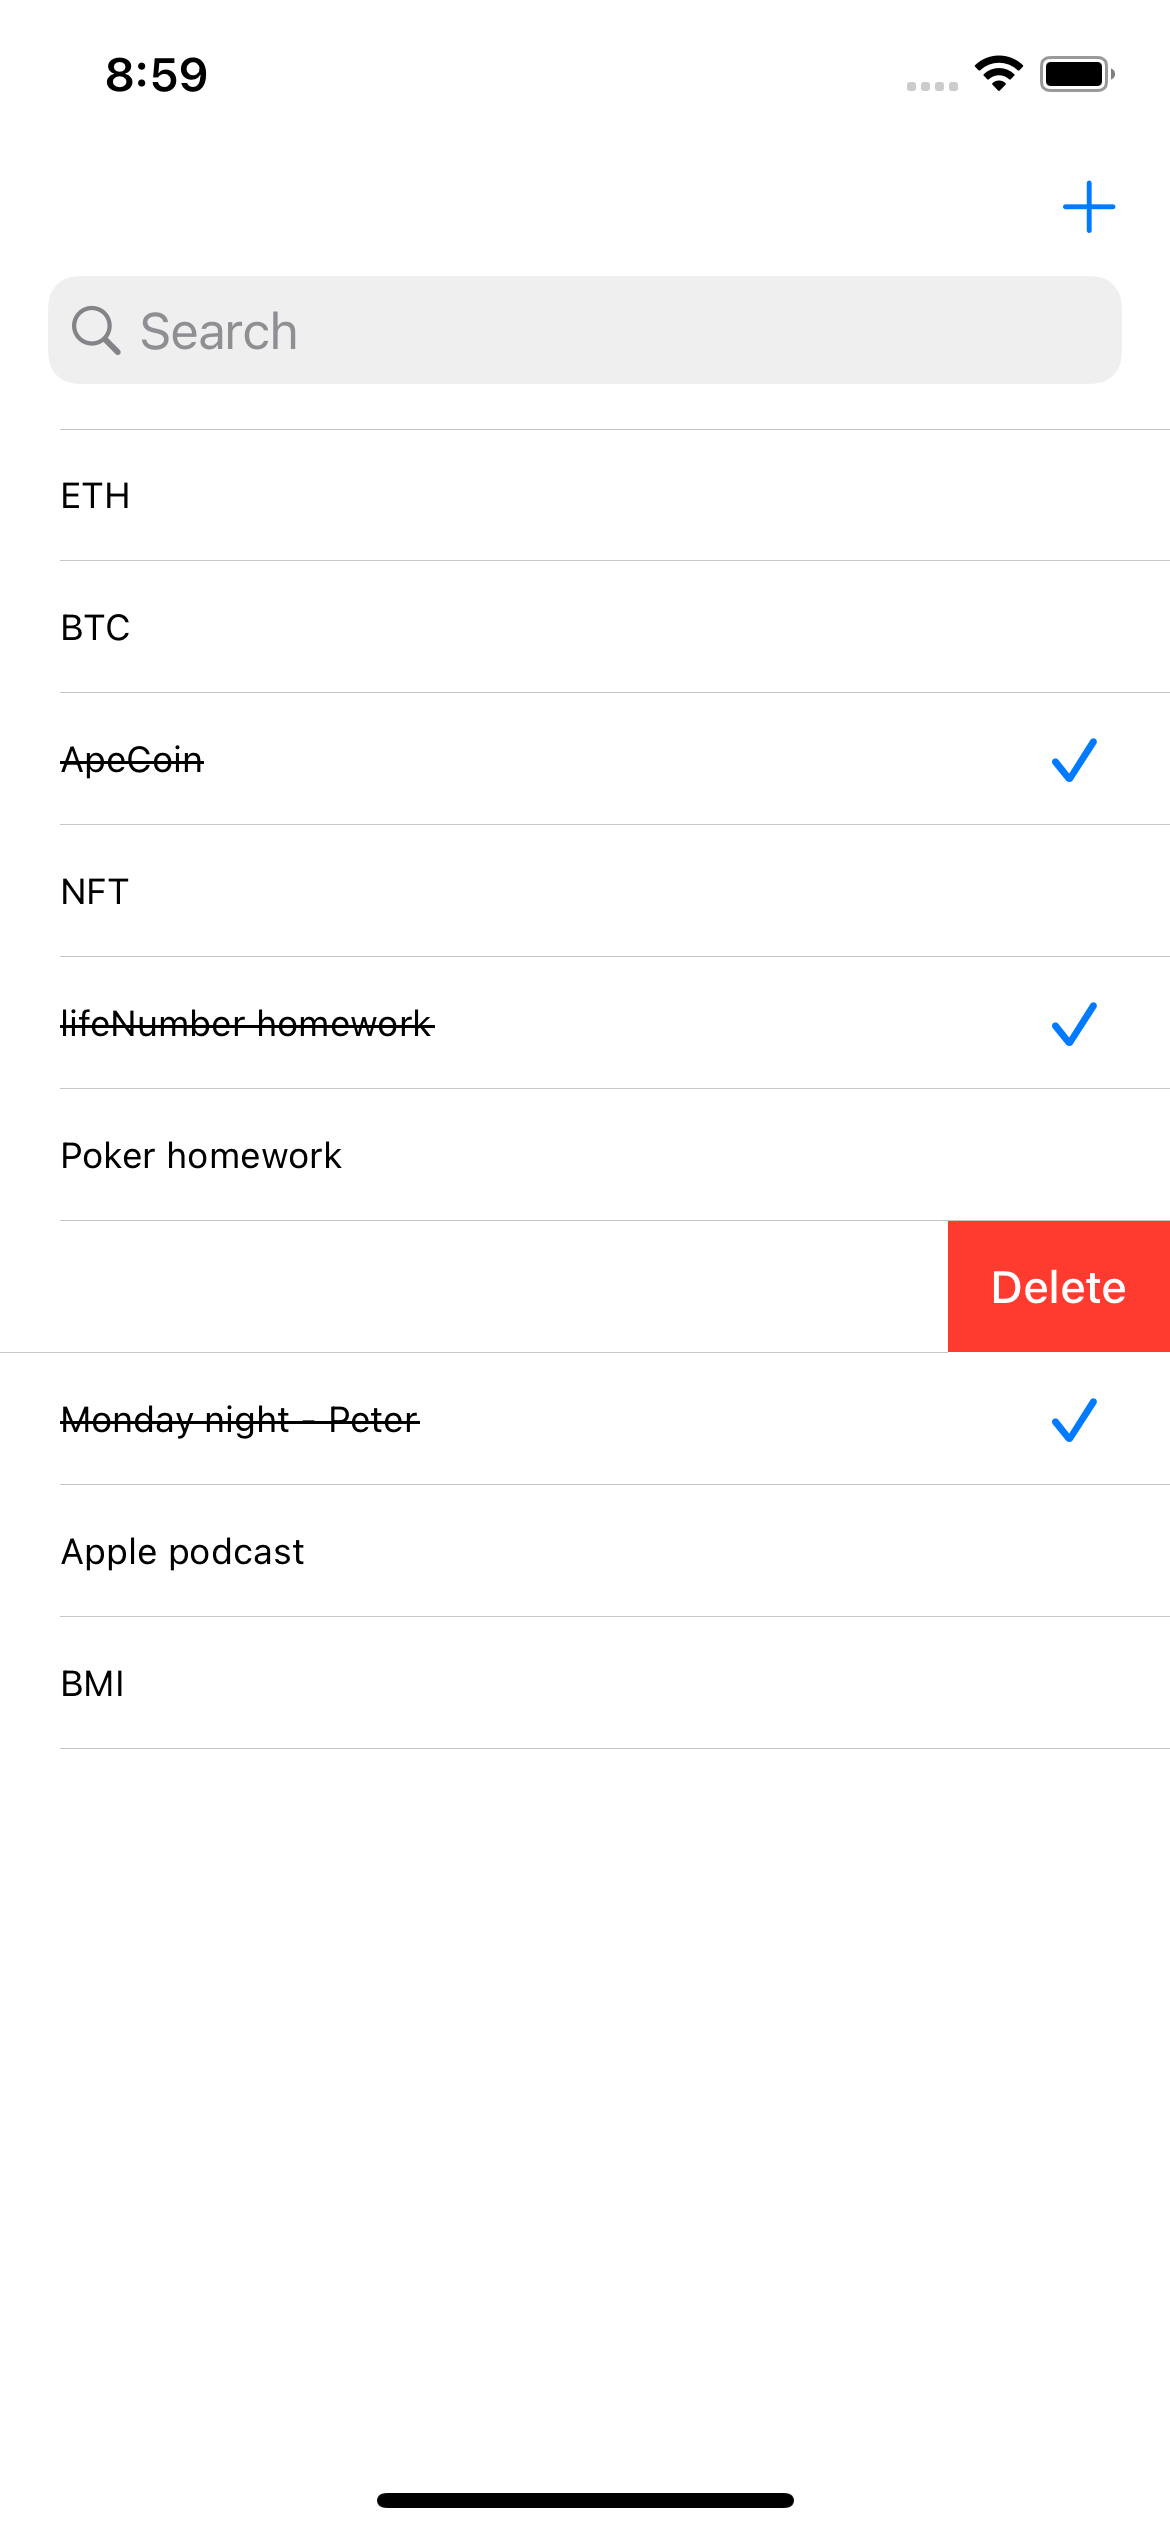 8:59
Search
ETH
BTC
ApeCoin
NFT
lifeNumber homework
Poker homework
Delete
Monday night - Peter
Apple podcast
BMI